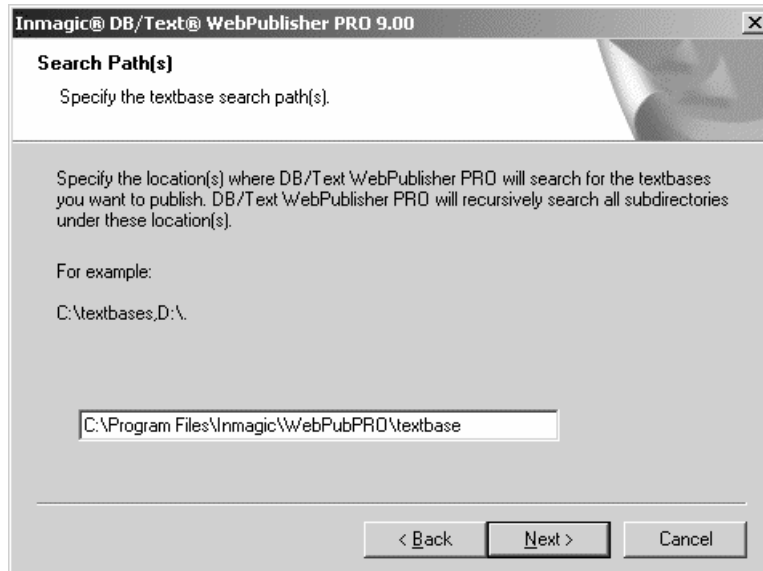 Inmagic® DB/Text® WebPublisher PRO 9.00
Search Path(s)
Specify the textbase search path(s).
Specify the location(s) where DB/Text WebPublisher PRO will search for the textbases
you want to publish. DB/Text WebPublisher PRO will recursively search all subdirectories
under these location(s).
For example:
C:\textbases,D:\.
C:\Program Files\Inmagic\WebPubPRO\textbase
< Back
Next >
Cancel